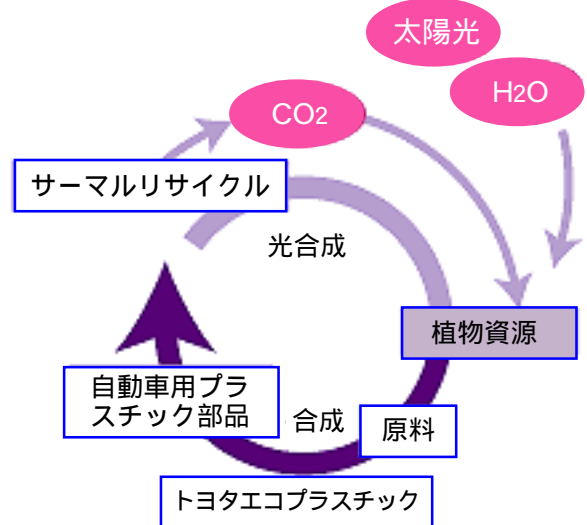 太陽光
H2O
CO2
サーマルリサイクル
光合成
植物資源
自動車用プラ
スチック部品
合成
原料
トヨタエコプラスチック